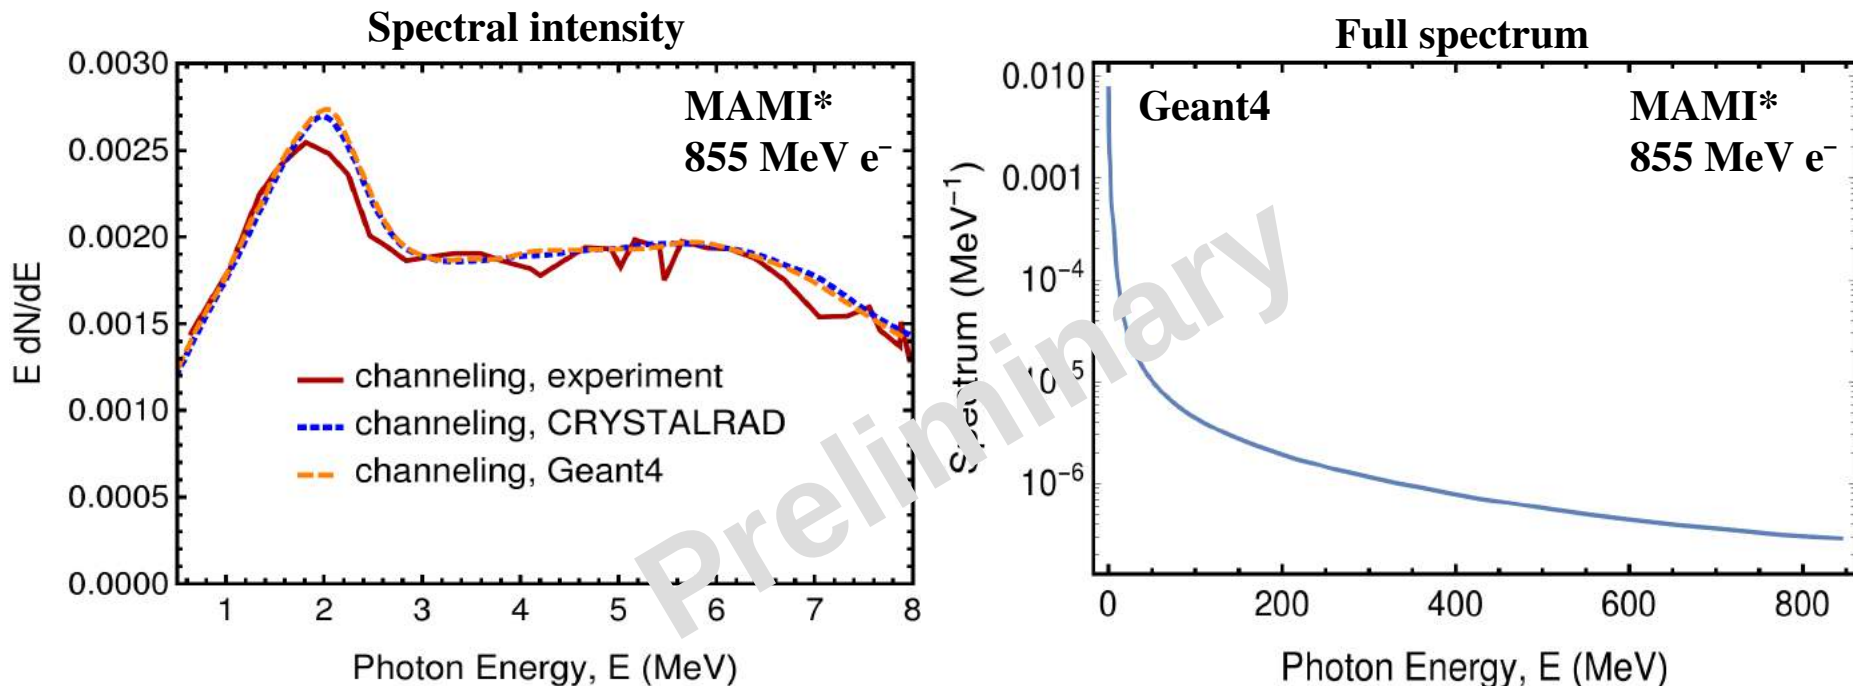 Spectral intensity
0.0030
0.0025
0.0020
0.0015
0.0010
0.0005
0.0000
E dN/dE
MAMI*
855 MeV e⁻
channeling, experiment
channeling, CRYSTALRAD
channeling, Geant4
1 2 3 4 5 6 7 8
Photon Energy, E (MeV)
Full spectrum
0.010
0.001
10⁻⁴
10⁻⁵
10⁻⁶
Spectrum (MeV⁻¹)
Geant4
MAMI*
855 MeV e⁻
0 200 400 600 800
Photon Energy, E (MeV)
Preliminary